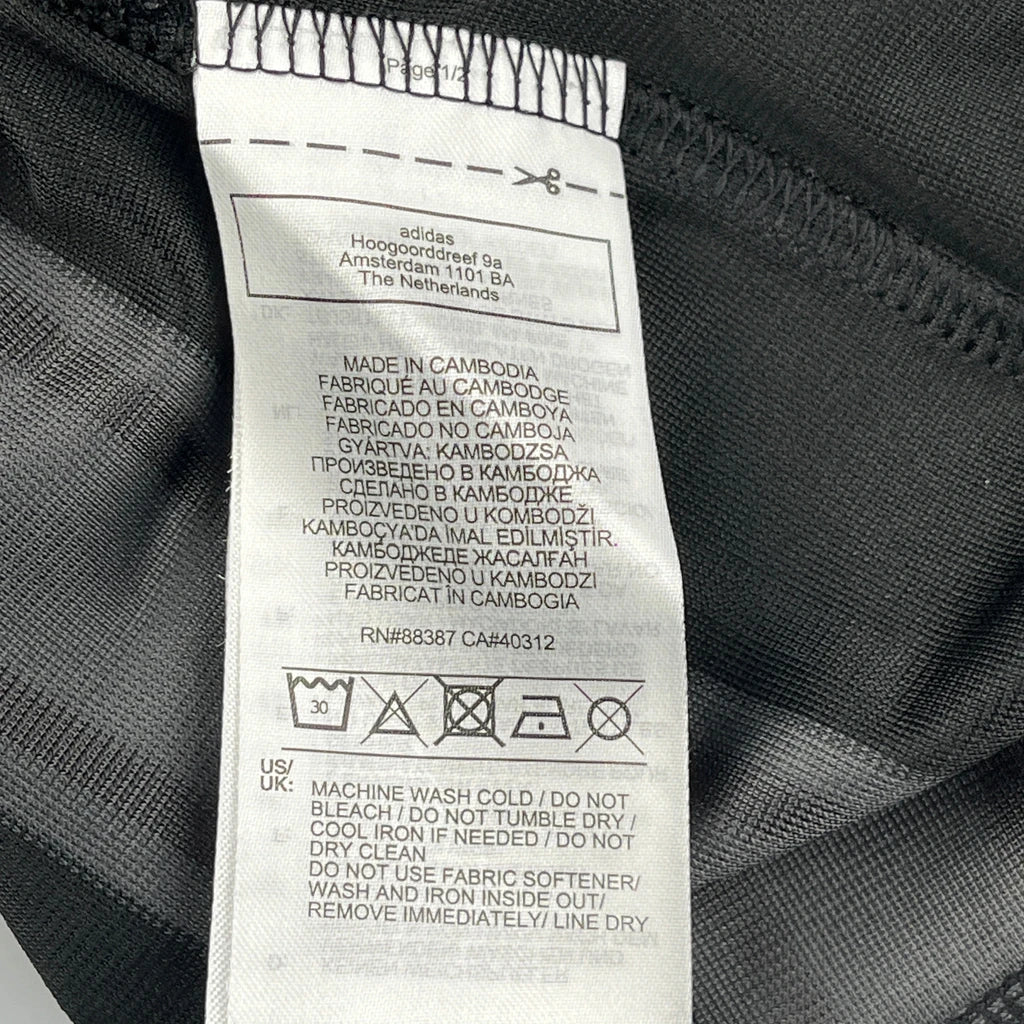 Page 1/2
adidas
Hoogoorddreef 9a
Amsterdam 1101 BA
The Netherlands
MADE IN CAMBODIA
FABRIQUÉ AU CAMBODGE
FABRICADO EN CAMBOYA
FABRICADO NO CAMBOJA
GYÁRTVA: KAMBODZSA
ПРОИЗВЕДЕНО В КАМБОДЖА
СДЕЛАНО В КАМБОДЖЕ
PROIZVEDENO U KOMBODŽI
KAMBOÇYA'DA İMAL EDİLMİŞTİR.
КАМБОДЖЕДЕ ЖАСАЛҒАН
PROIZVEDENO U KAMBODZI
FABRICAT ÎN CAMBOGIA
RN#88387 CA#40312
30
US/
UK:
MACHINE WASH COLD / DO NOT
BLEACH / DO NOT TUMBLE DRY /
COOL IRON IF NEEDED / DO NOT
DRY CLEAN
DO NOT USE FABRIC SOFTENER/
WASH AND IRON INSIDE OUT/
REMOVE IMMEDIATELY/ LINE DRY